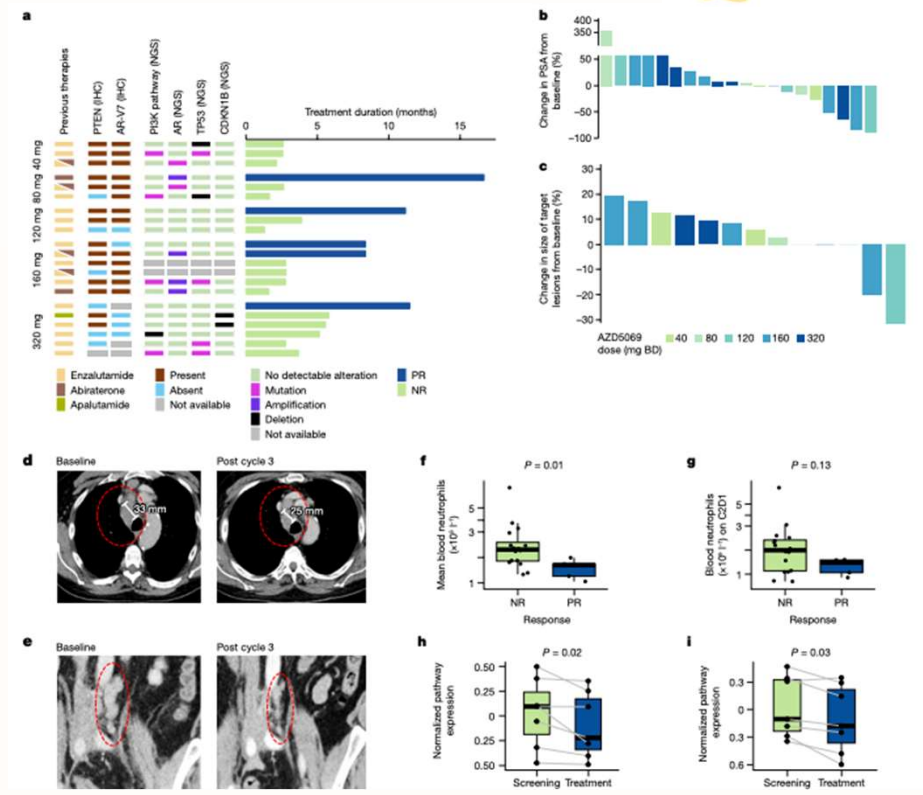 a
Previous therapies
PTEN (IHC)
AR-V7 (IHC)
PI3K pathway (NGS)
AR (NGS)
TP53 (NGS)
CDKN1B (NGS)
Treatment duration (months)
0 5 10 15
40 mg
80 mg
120 mg
160 mg
320 mg
Enzalutamide
Abiraterone
Apalutamide
Present
Absent
Not available
No detectable alteration
Mutation
Amplification
Deletion
Not available
PR
NR
b
Change in PSA from
baseline (%)
400
350
50
0
−50
−100
c
Change in size of target
lesions from baseline (%)
30
20
10
0
−10
−20
−30
AZD5069
dose (mg BD)
40 80 120 160 320
d
Baseline
Post cycle 3
33 mm
25 mm
e
Baseline
Post cycle 3
f
P = 0.01
Mean blood neutrophils
(×10⁹ l⁻¹)
5
3
1
NR PR
Response
g
P = 0.13
Blood neutrophils
(×10⁹ l⁻¹) on C2D1
5
3
1
NR PR
Response
h
P = 0.02
Normalized pathway
expression
0.50
0.25
0
0.25
0.50
Screening Treatment
i
P = 0.03
Normalized pathway
expression
0.3
0
0.3
0.6
Screening Treatment